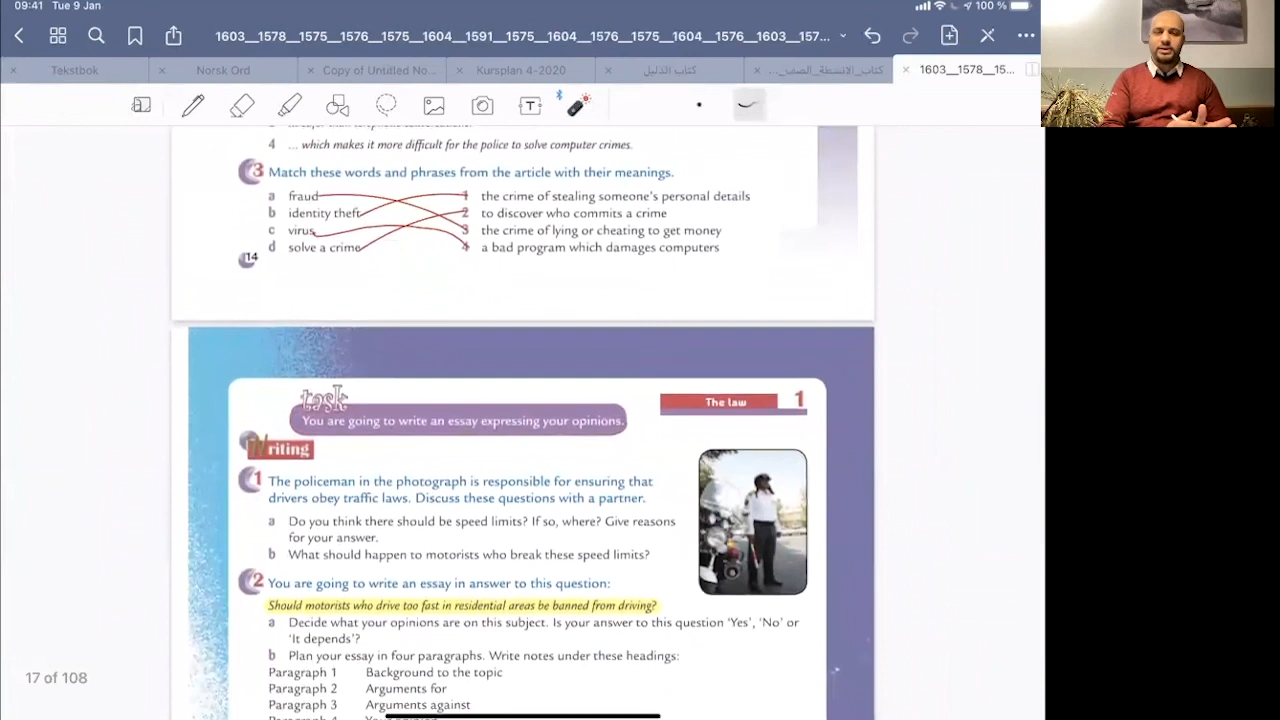 09:41 Tue 9 Jan
100 %
1603__1578__1575__1576__1575__1604__1591__1575__1604__1576__1575__1604__1576__1603__157...
Tekstbok
Norsk Ord
Copy of Untitled No...
Kursplan 4-2020
كتاب الدليل
كتاب_الانشطة_الصف_...
1603__1578__15...
T
4 ... which makes it more difficult for the police to solve computer crimes.
3 Match these words and phrases from the article with their meanings.
a fraud 1 the crime of stealing someone's personal details
b identity theft 2 to discover who commits a crime
c virus 3 the crime of lying or cheating to get money
d solve a crime 4 a bad program which damages computers
14
task
The law 1
You are going to write an essay expressing your opinions.
Writing
1 The policeman in the photograph is responsible for ensuring that
drivers obey traffic laws. Discuss these questions with a partner.
a Do you think there should be speed limits? If so, where? Give reasons
for your answer.
b What should happen to motorists who break these speed limits?
2 You are going to write an essay in answer to this question:
Should motorists who drive too fast in residential areas be banned from driving?
a Decide what your opinions are on this subject. Is your answer to this question 'Yes', 'No' or
'It depends'?
b Plan your essay in four paragraphs. Write notes under these headings:
Paragraph 1 Background to the topic
Paragraph 2 Arguments for
Paragraph 3 Arguments against
17 of 108